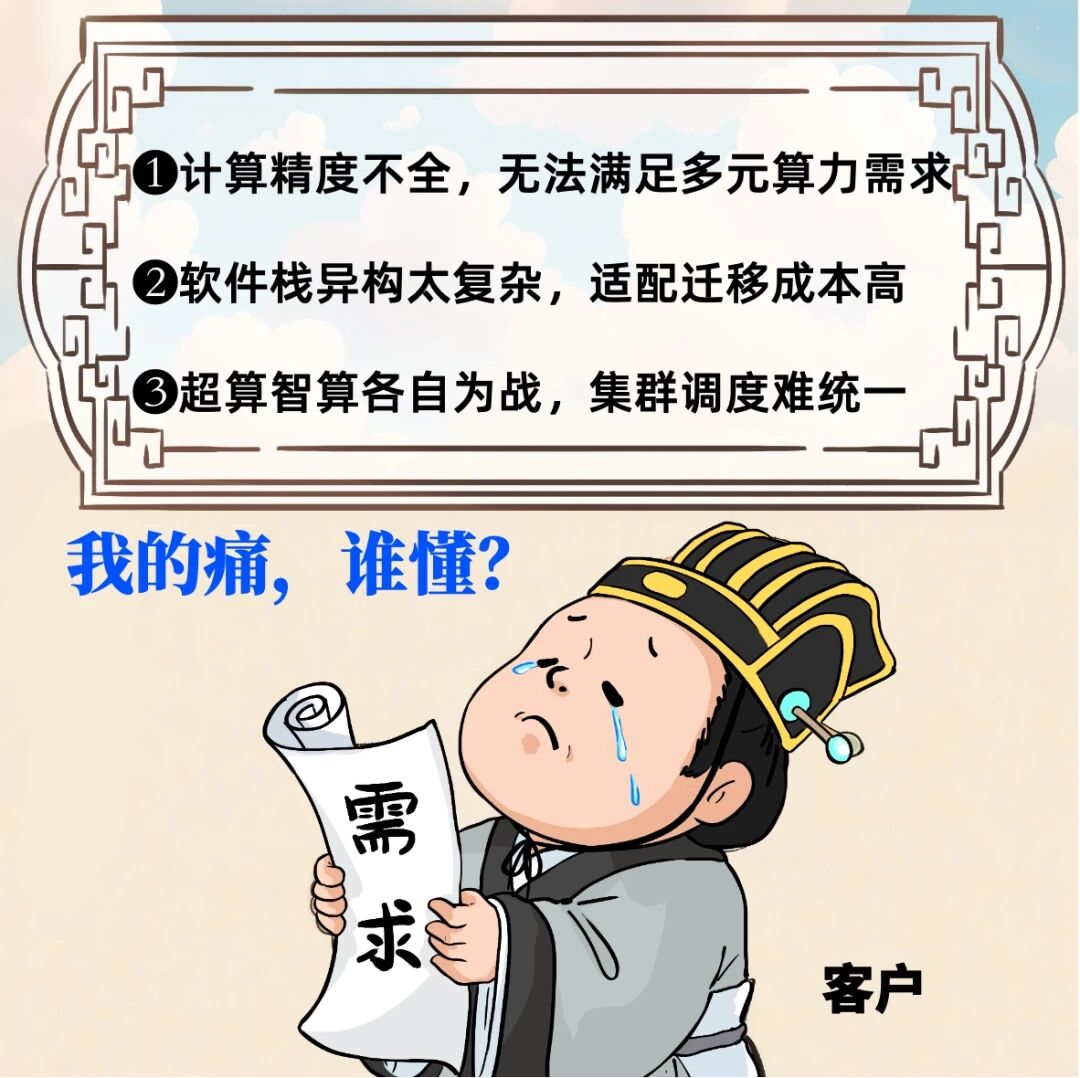 ❶计算精度不全，无法满足多元算力需求
❷软件栈异构太复杂，适配迁移成本高
❸超算智算各自为战，集群调度难统一
我的痛，谁懂？
需
求
客户